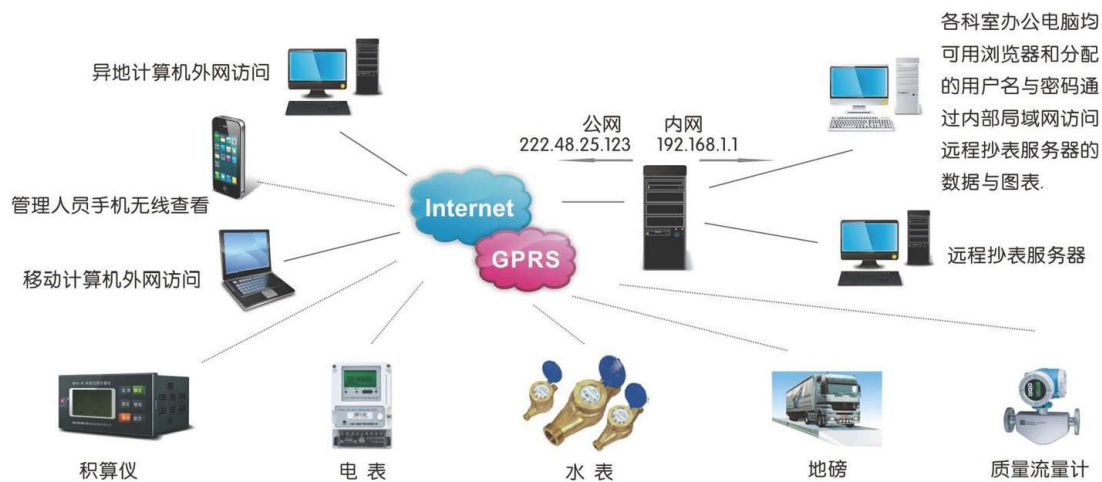 异地计算机外网访问
管理人员手机无线查看
移动计算机外网访问
Internet
GPRS
公网
222.48.25.123
内网
192.168.1.1
各科室办公电脑均
可用浏览器和分配
的用户名与密码通
过内部局域网访问
远程抄表服务器的
数据与图表.
远程抄表服务器
积算仪
电表
水表
地磅
质量流量计